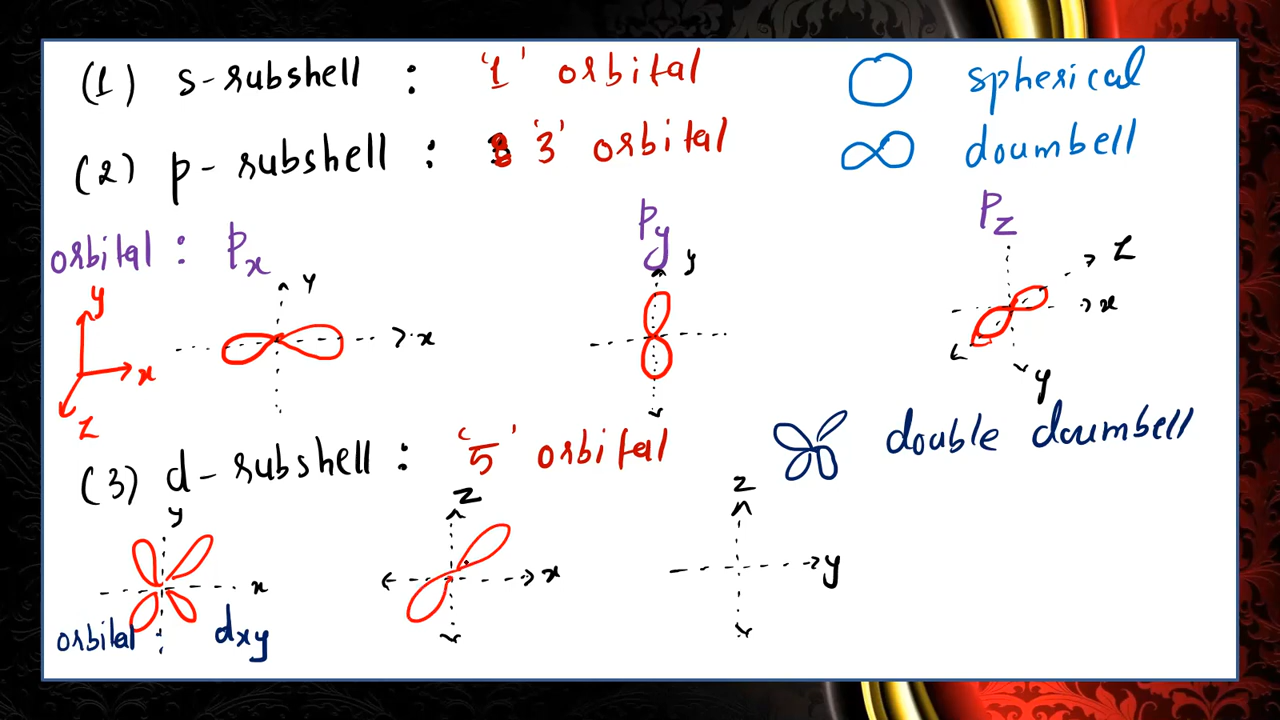 (1) s-subshell : '1' orbital spherical
(2) p-subshell : '3' orbital doumbell
orbital : Px Py Pz
y x z
y x
y
z x y
(3) d-subshell : '5' orbital double doumbell
y x
z x
z y
orbital : dxy